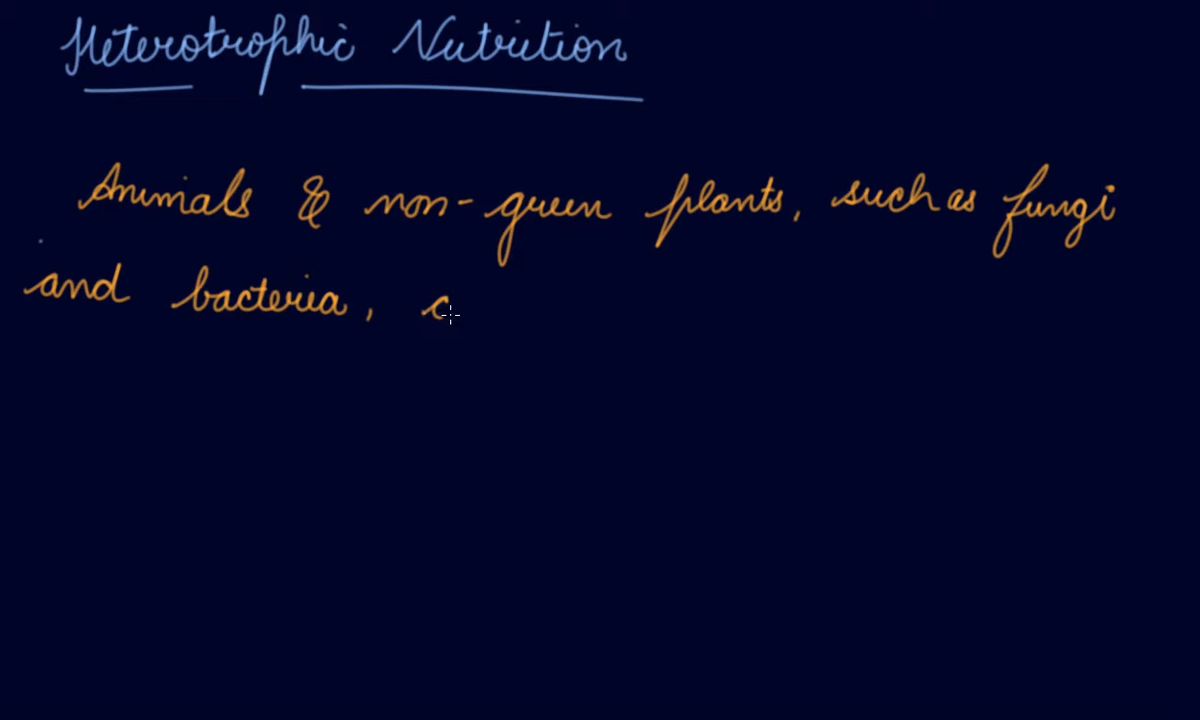 Heterotrophic Nutrition
Animals & non-green plants, such as fungi
and bacteria, c